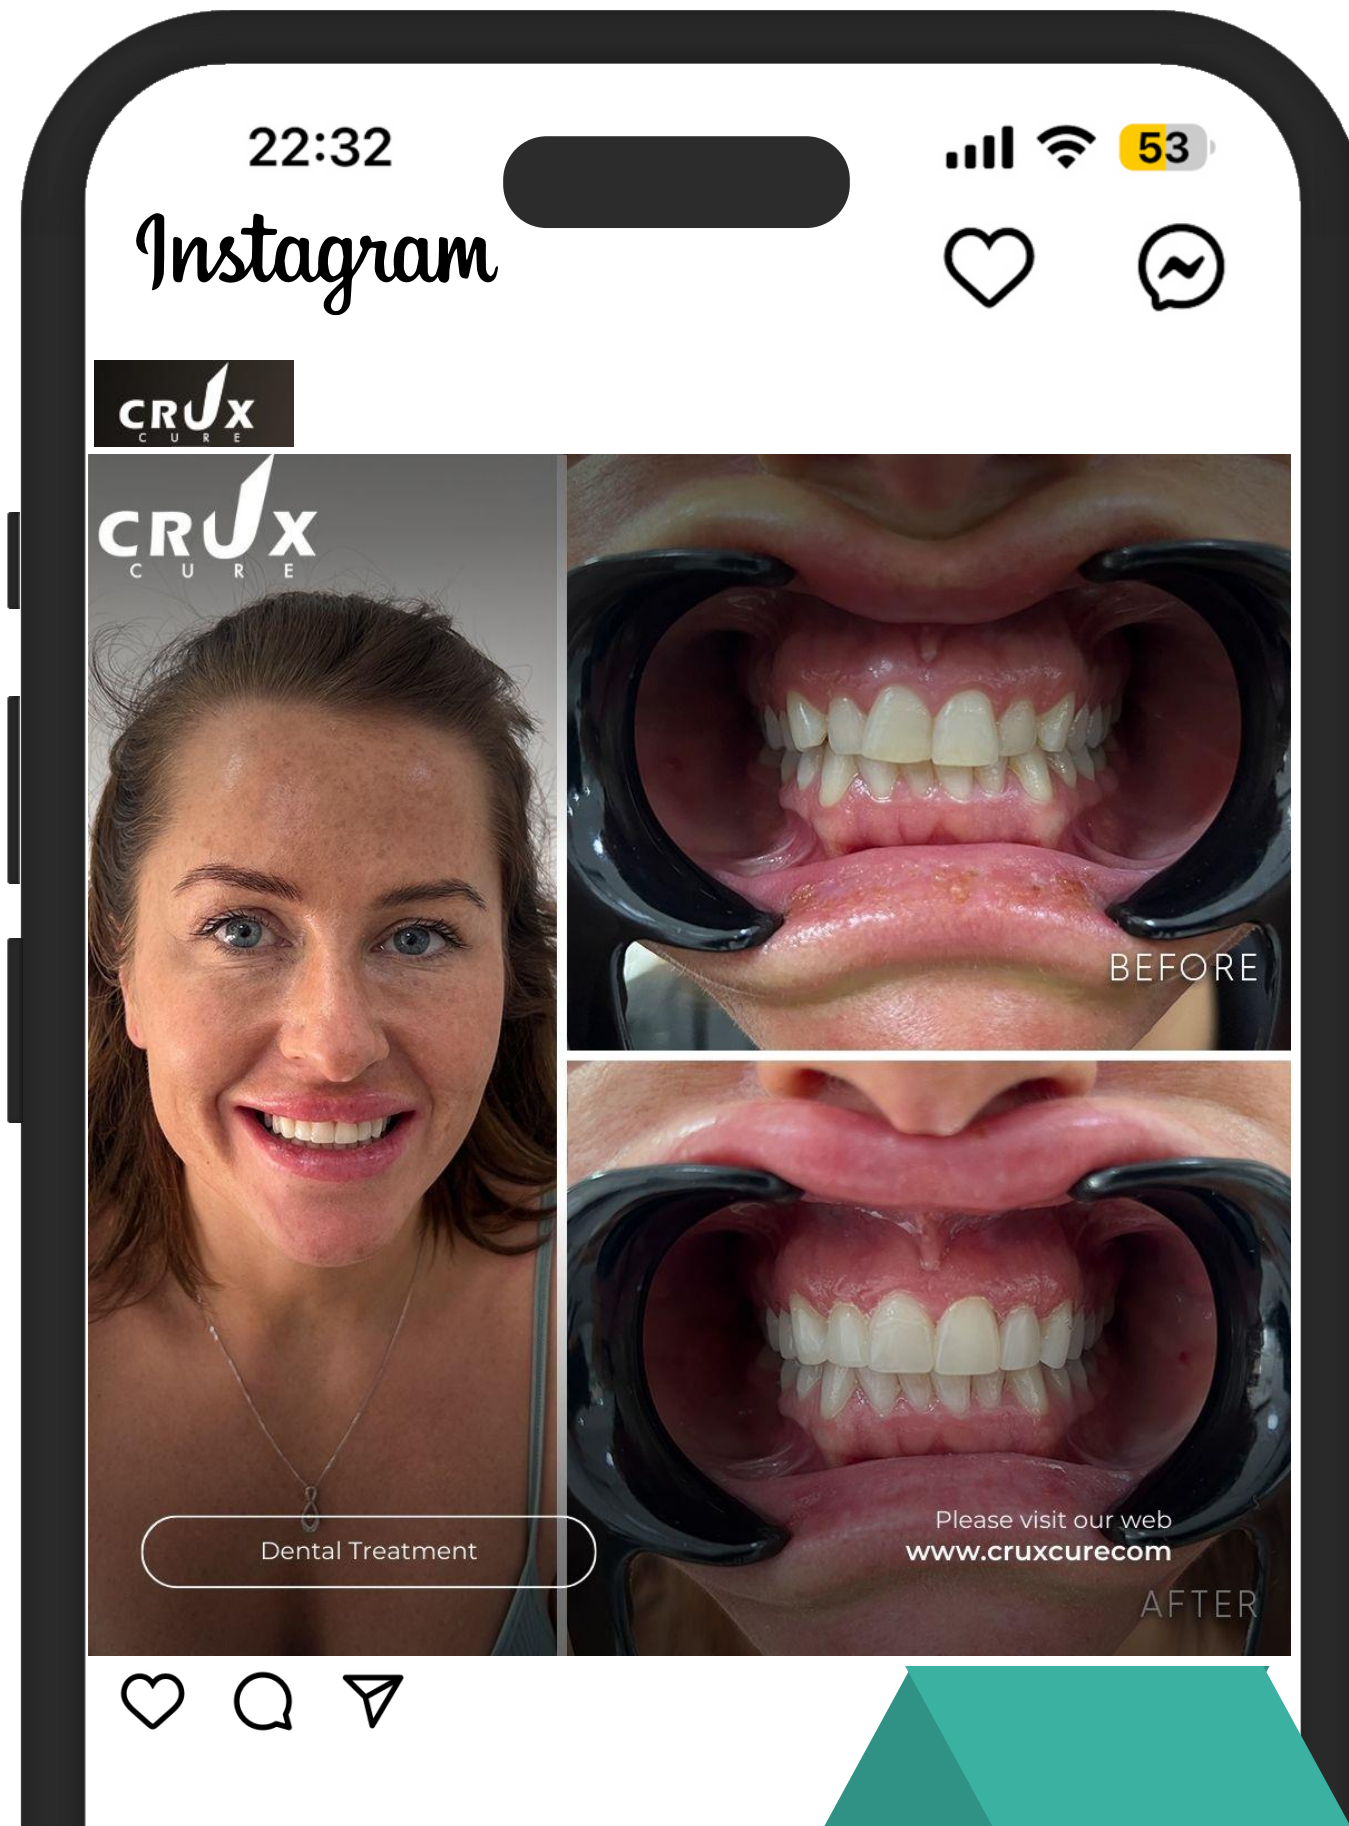 22:32
53
Instagram
CRUX
CURE
CRUX
CURE
BEFORE
Please visit our web
www.cruxcurecom
Dental Treatment
AFTER